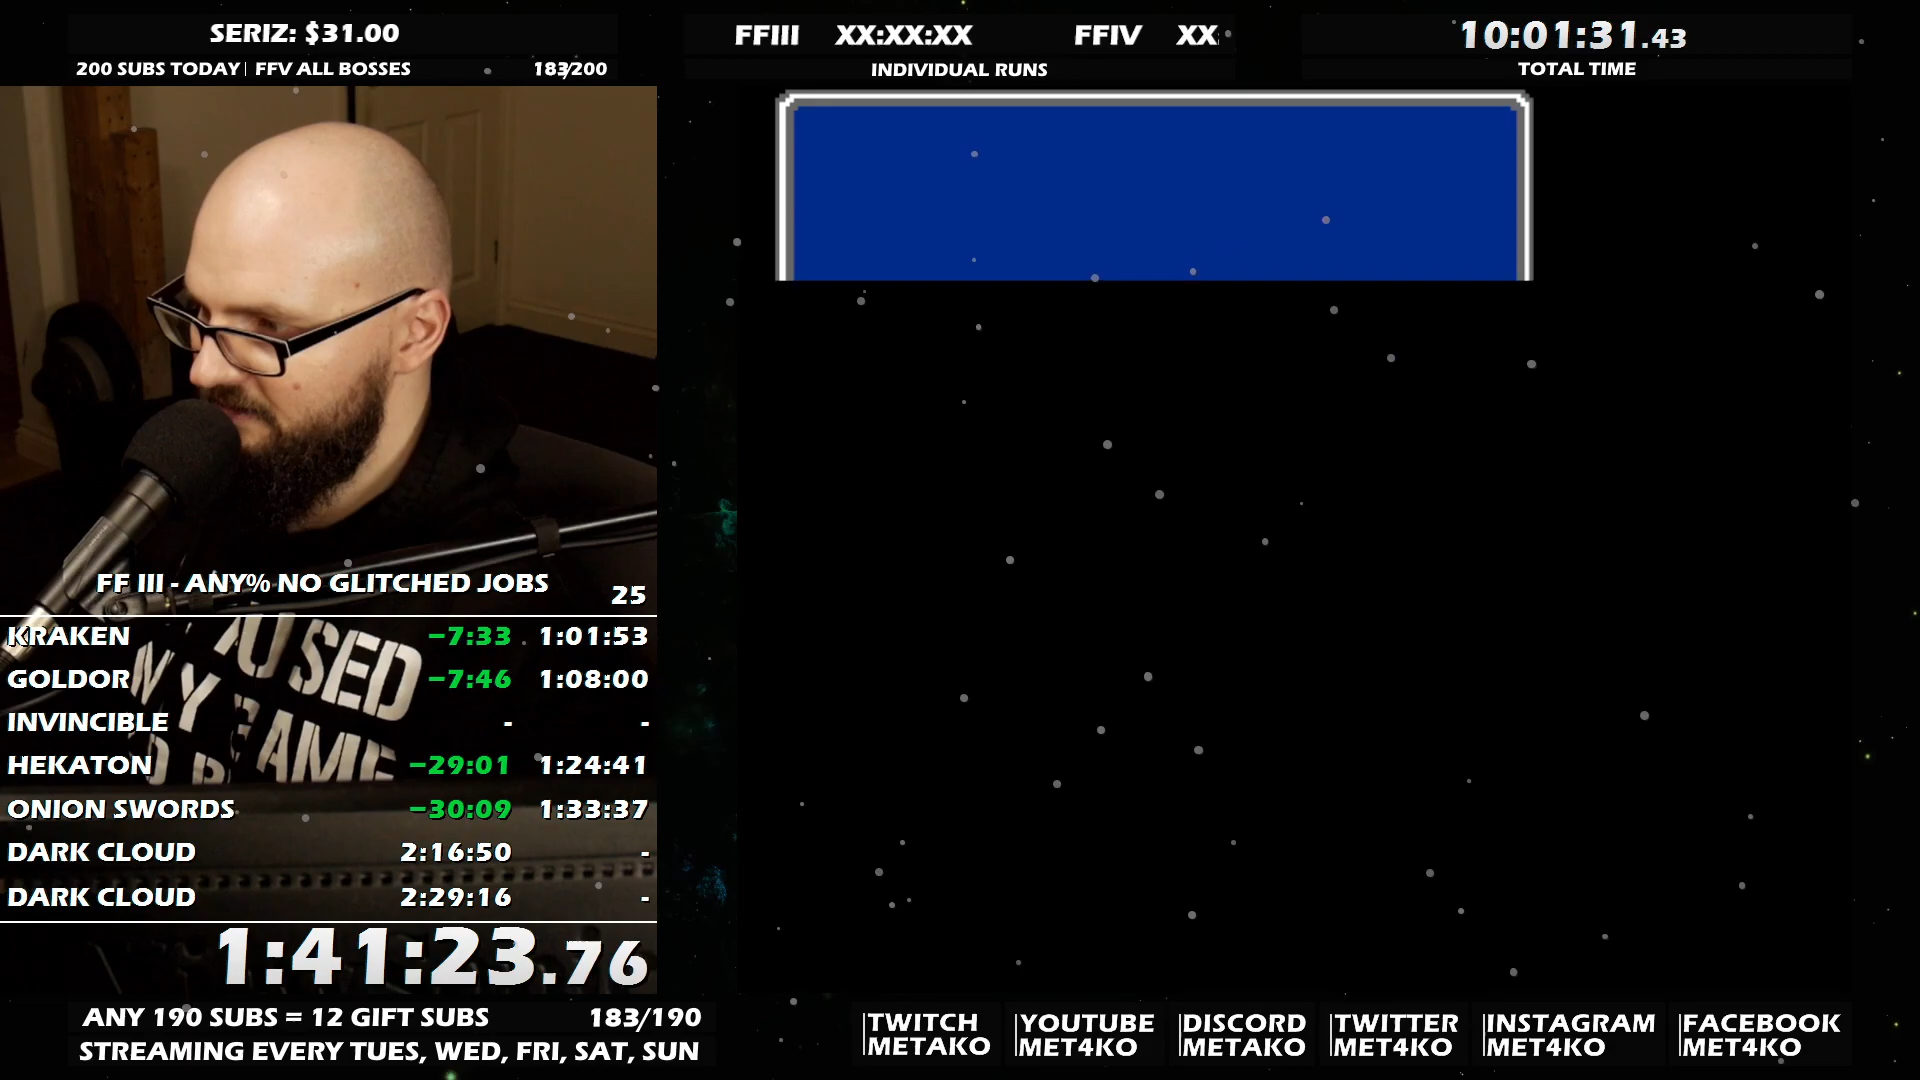 SERIZ: $31.00
200 SUBS TODAY FFV ALL BOSSES 183/200
FFIII XX:XX:XX FFIV XX
INDIVIDUAL RUNS
10:01:31.43
TOTAL TIME
FF III - ANY% NO GLITCHED JOBS
25
KRAKEN -7:33 1:01:53
GOLDOR -7:46 1:08:00
INVINCIBLE - -
HEKATON -29:01 1:24:41
ONION SWORDS -30:09 1:33:37
DARK CLOUD 2:16:50 -
DARK CLOUD 2:29:16 -
1:41:23.76
ANY 190 SUBS = 12 GIFT SUBS 183/190
STREAMING EVERY TUES, WED, FRI, SAT, SUN
TWITCH
METAKO
YOUTUBE
MET4KO
DISCORD
METAKO
TWITTER
MET4KO
INSTAGRAM
MET4KO
FACEBOOK
MET4KO